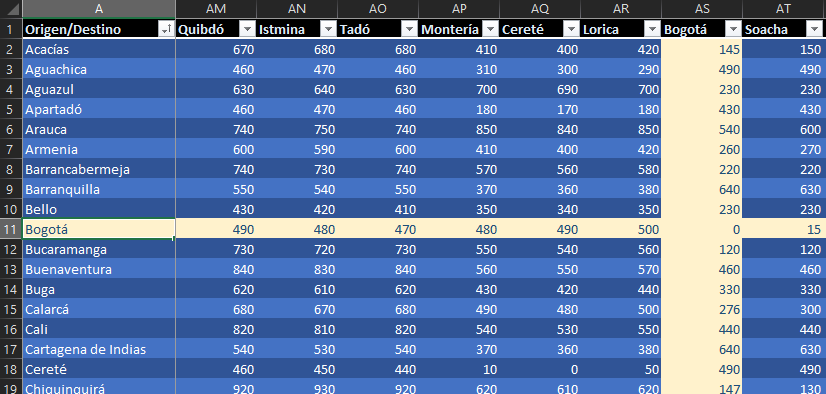 A AM AN AO AP AQ AR AS AT
1 Origen/Destino Quibdó Istmina Tadó Montería Cereté Lorica Bogotá Soacha
2 Acacías 670 680 680 410 400 420 145 150
3 Aguachica 460 470 460 310 300 290 490 490
4 Aguazul 630 640 630 700 690 700 230 230
5 Apartadó 460 470 460 180 170 180 430 430
6 Arauca 740 750 740 850 840 850 540 600
7 Armenia 600 590 600 410 400 420 260 270
8 Barrancabermeja 740 730 740 570 560 580 220 220
9 Barranquilla 550 540 550 370 360 380 640 630
10 Bello 430 420 410 350 340 350 230 230
11 Bogotá 490 480 470 480 490 500 0 15
12 Bucaramanga 730 720 730 550 540 560 120 120
13 Buenaventura 840 830 840 560 550 570 460 460
14 Buga 620 610 620 430 420 440 330 330
15 Calarcá 680 670 680 490 480 500 276 300
16 Cali 820 810 820 540 530 550 440 440
17 Cartagena de Indias 540 530 540 370 360 380 640 630
18 Cereté 460 450 440 10 0 50 490 490
19 Chiquinquirá 920 930 920 620 610 620 147 130